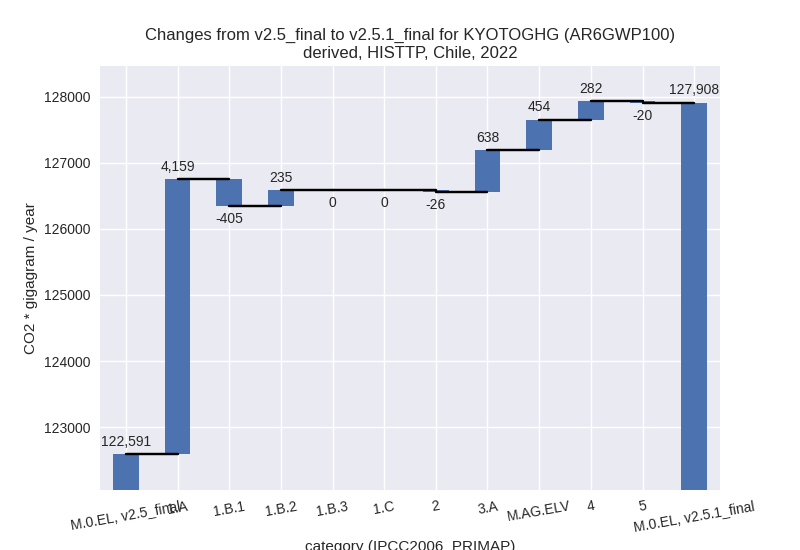 Changes from v2.5_final to v2.5.1_final for KYOTOGHG (AR6GWP100)
derived, HISTTP, Chile, 2022
CO2 * gigagram / year
128000
127000
126000
125000
124000
123000
122,591
4,159
-405
235
0
0
-26
638
454
282
-20
127,908
M.0.EL, v2.5_final
1.A
1.B.1
1.B.2
1.B.3
1.C
2
3.A
M.AG.ELV
4
5
M.0.EL, v2.5.1_final
category (IPCC2006_PRIMAP)